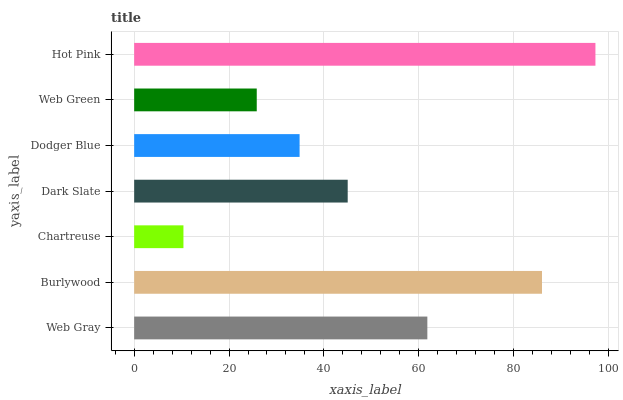 title
Hot Pink
Web Green
Dodger Blue
Dark Slate
Chartreuse
Burlywood
Web Gray
yaxis_label
0 20 40 60 80 100
xaxis_label